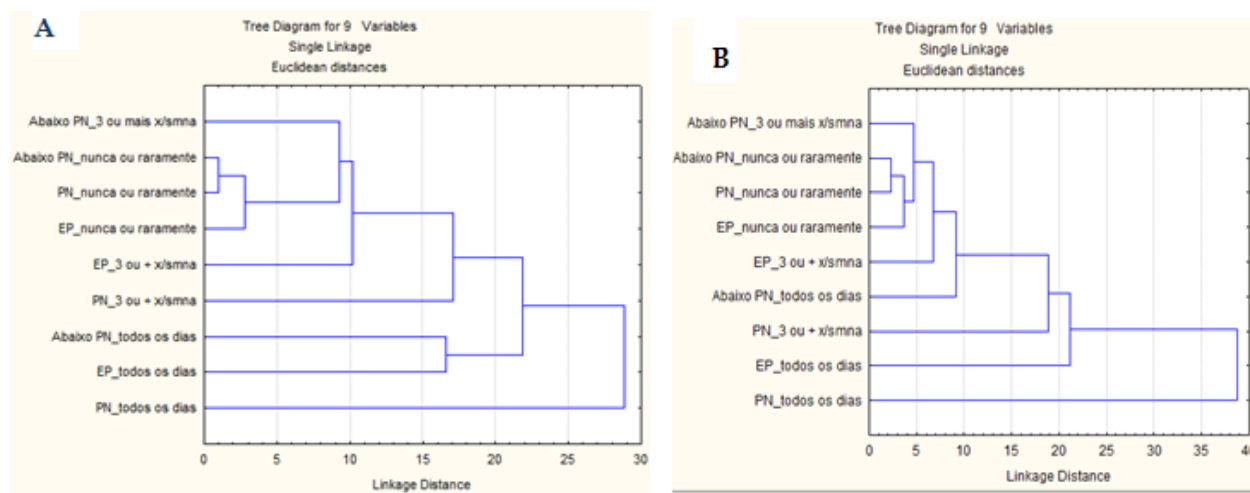 A
Tree Diagram for 9 Variables
Single Linkage
Euclidean distances
Abaixo PN_3 ou mais x/smna
Abaixo PN_nunca ou raramente
PN_nunca ou raramente
EP_nunca ou raramente
EP_3 ou + x/smna
PN_3 ou + x/smna
Abaixo PN_todos os dias
EP_todos os dias
PN_todos os dias
0 5 10 15 20 25 30
Linkage Distance
B
Tree Diagram for 9 Variables
Single Linkage
Euclidean distances
Abaixo PN_3 ou mais x/smna
Abaixo PN_nunca ou raramente
PN_nunca ou raramente
EP_nunca ou raramente
EP_3 ou + x/smna
Abaixo PN_todos os dias
PN_3 ou + x/smna
EP_todos os dias
PN_todos os dias
0 5 10 15 20 25 30 35 40
Linkage Distance